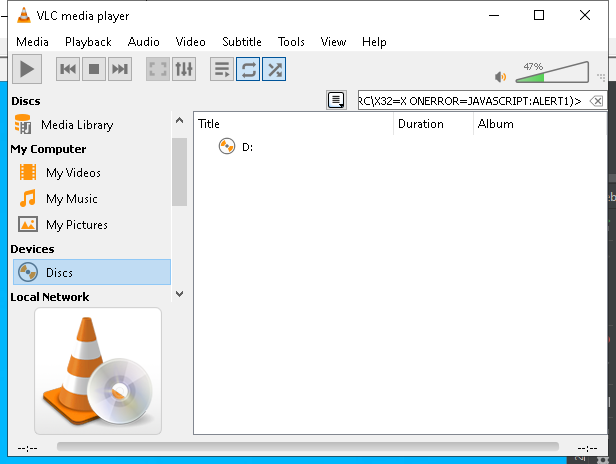 VLC media player
Media Playback Audio Video Subtitle Tools View Help
47%
Discs
RC\X32=X ONERROR=JAVASCRIPT:ALERT1)>
Media Library
Title Duration Album
My Computer
D:
My Videos
My Music
My Pictures
Devices
Discs
Local Network
--:-- --:--